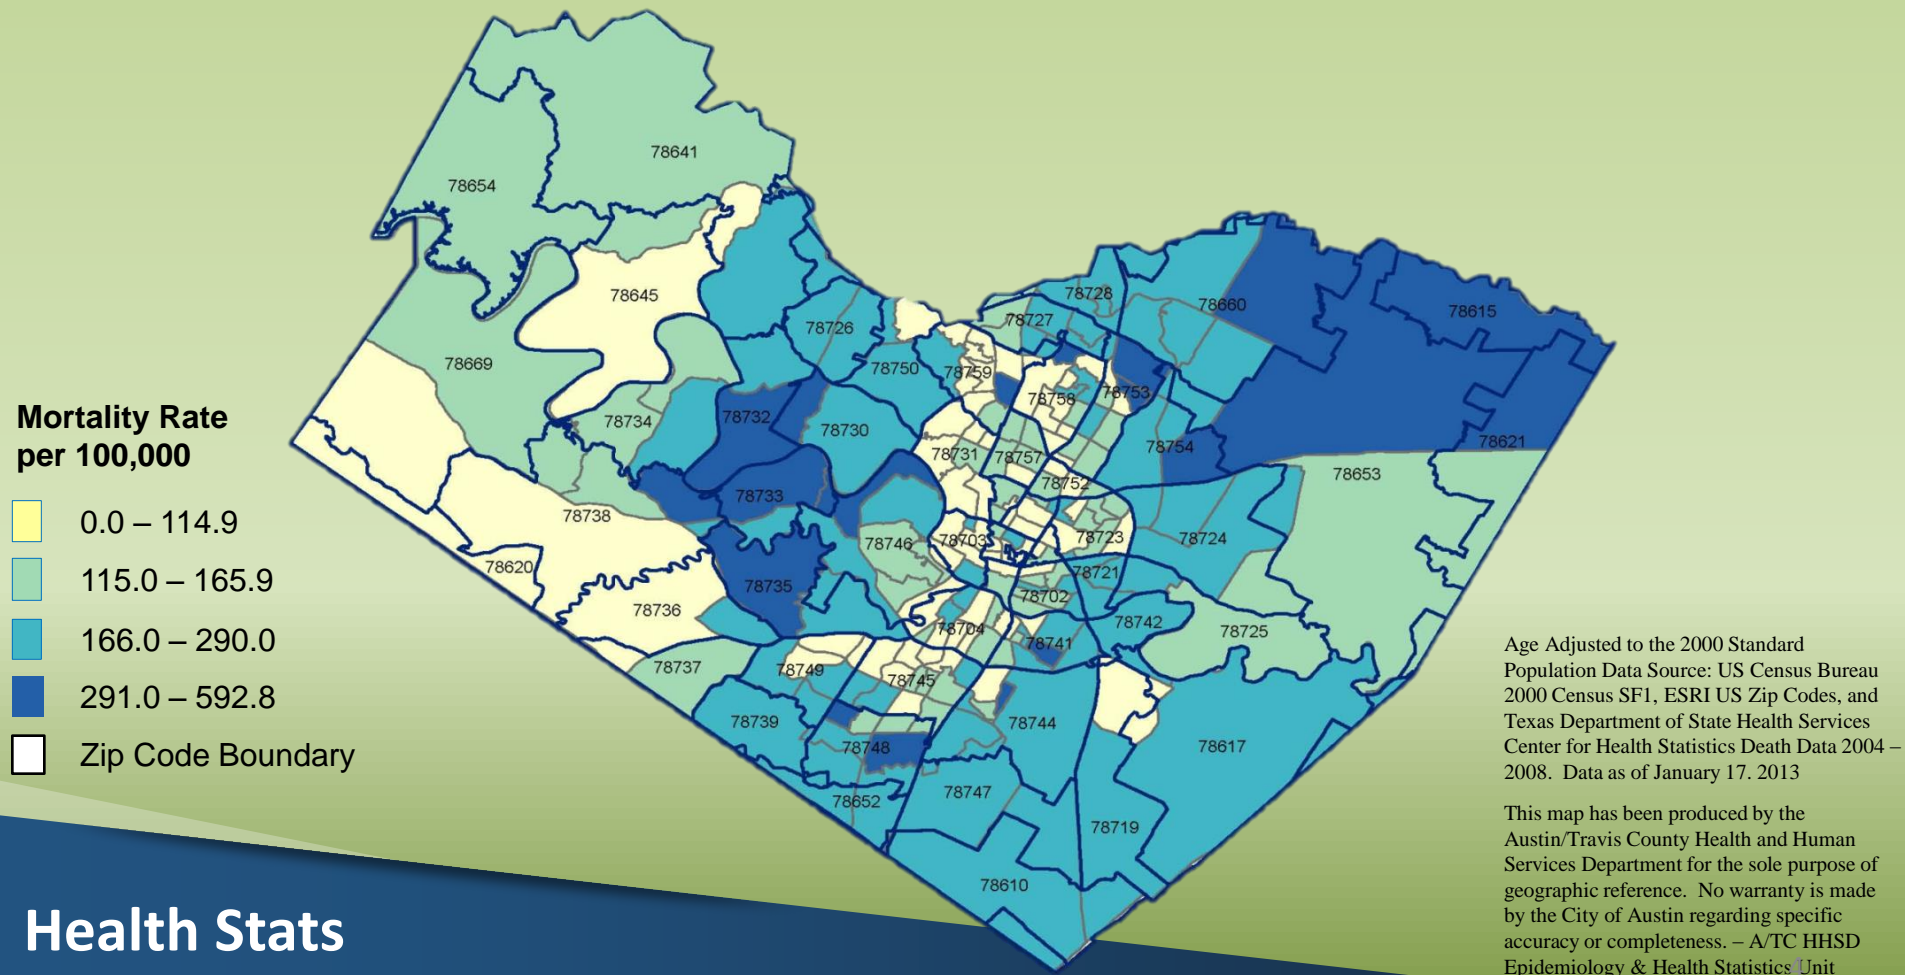 78641
78654
78645
78728
78660
78615
78727
78726
78669
78750
78759
78758
78753
78732
78734
78730
78621
78754
78731
78757
78653
78752
78733
78738
78746
78703
78723
78724
78620
78721
78735
78702
78736
78742
78704
78741
78725
78737
78749
78745
78739
78744
78748
78617
78747
78652
78719
78610
Mortality Rate
per 100,000
0.0 – 114.9
115.0 – 165.9
166.0 – 290.0
291.0 – 592.8
Zip Code Boundary
Age Adjusted to the 2000 Standard
Population Data Source: US Census Bureau
2000 Census SF1, ESRI US Zip Codes, and
Texas Department of State Health Services
Center for Health Statistics Death Data 2004 –
2008.  Data as of January 17. 2013
This map has been produced by the
Austin/Travis County Health and Human
Services Department for the sole purpose of
geographic reference.  No warranty is made
by the City of Austin regarding specific
accuracy or completeness. – A/TC HHSD
Epidemiology & Health Statistics Unit
Health Stats